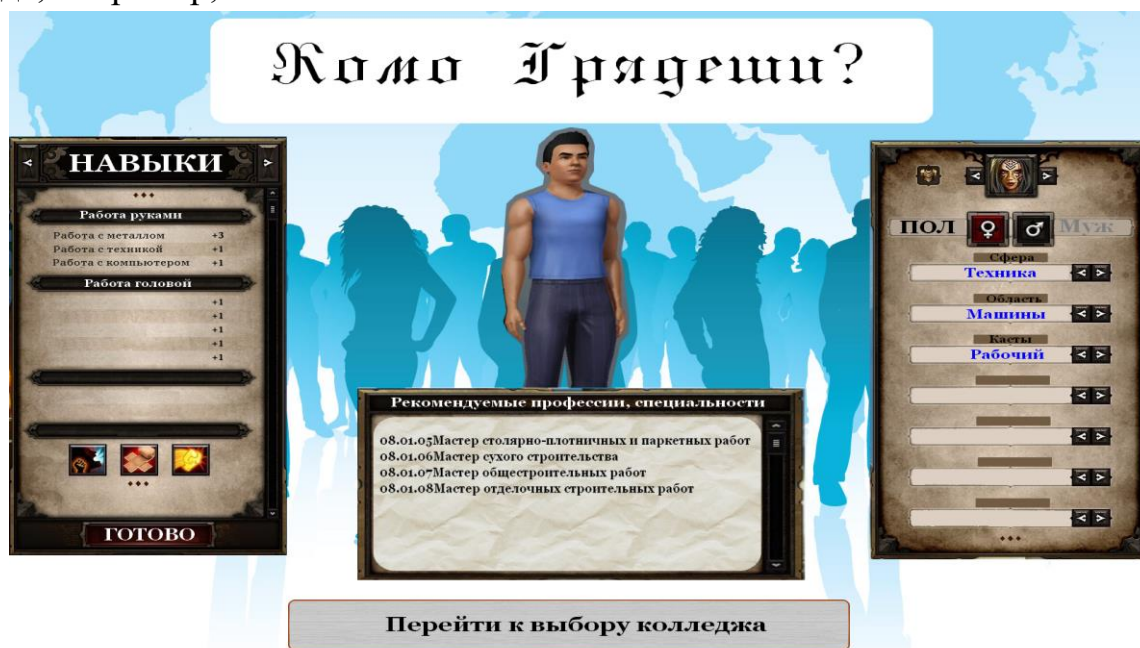 Камо Грядеши?
НАВЫКИ
Работа руками
Работа с металлом +3
Работа с техникой +1
Работа с компьютером +1
Работа головой
+1
+1
+1
+1
+1
ГОТОВО
Рекомендуемые профессии, специальности
08.01.05Мастер столярно-плотничных и паркетных работ
08.01.06Мастер сухого строительства
08.01.07Мастер общестроительных работ
08.01.08Мастер отделочных строительных работ
ПОЛ Муж
Сфера
Техника
Область
Машины
Касты
Рабочий
Перейти к выбору колледжа